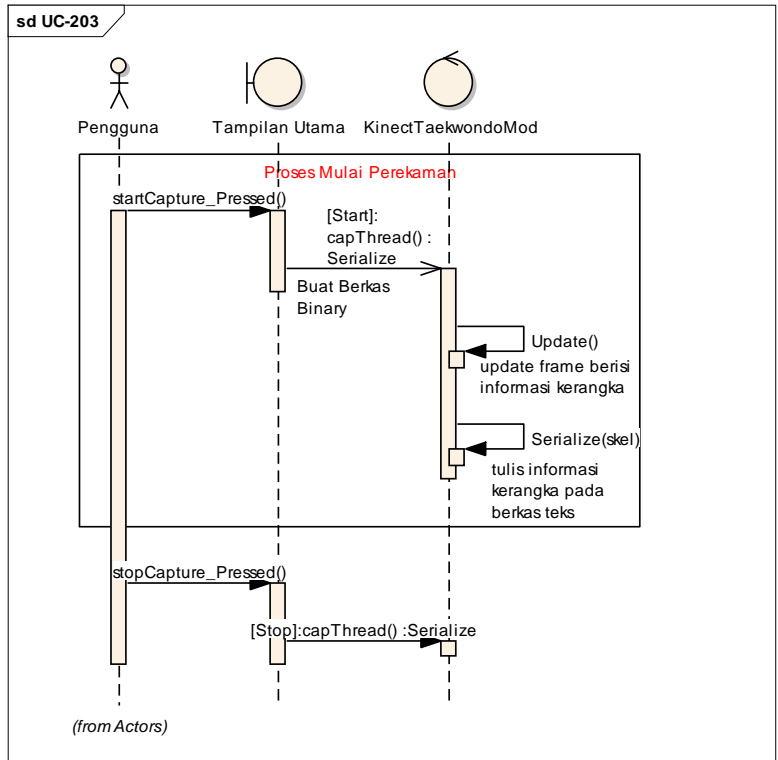 sd UC-203
Pengguna
Tampilan Utama
KinectTaekwondoMod
Proses Mulai Perekaman
startCapture_Pressed()
[Start]:
capThread() :
Serialize
Buat Berkas
Binary
Update()
update frame berisi
informasi kerangka
Serialize(skel)
tulis informasi
kerangka pada
berkas teks
stopCapture_Pressed()
[Stop]:capThread() :Serialize
(from Actors)